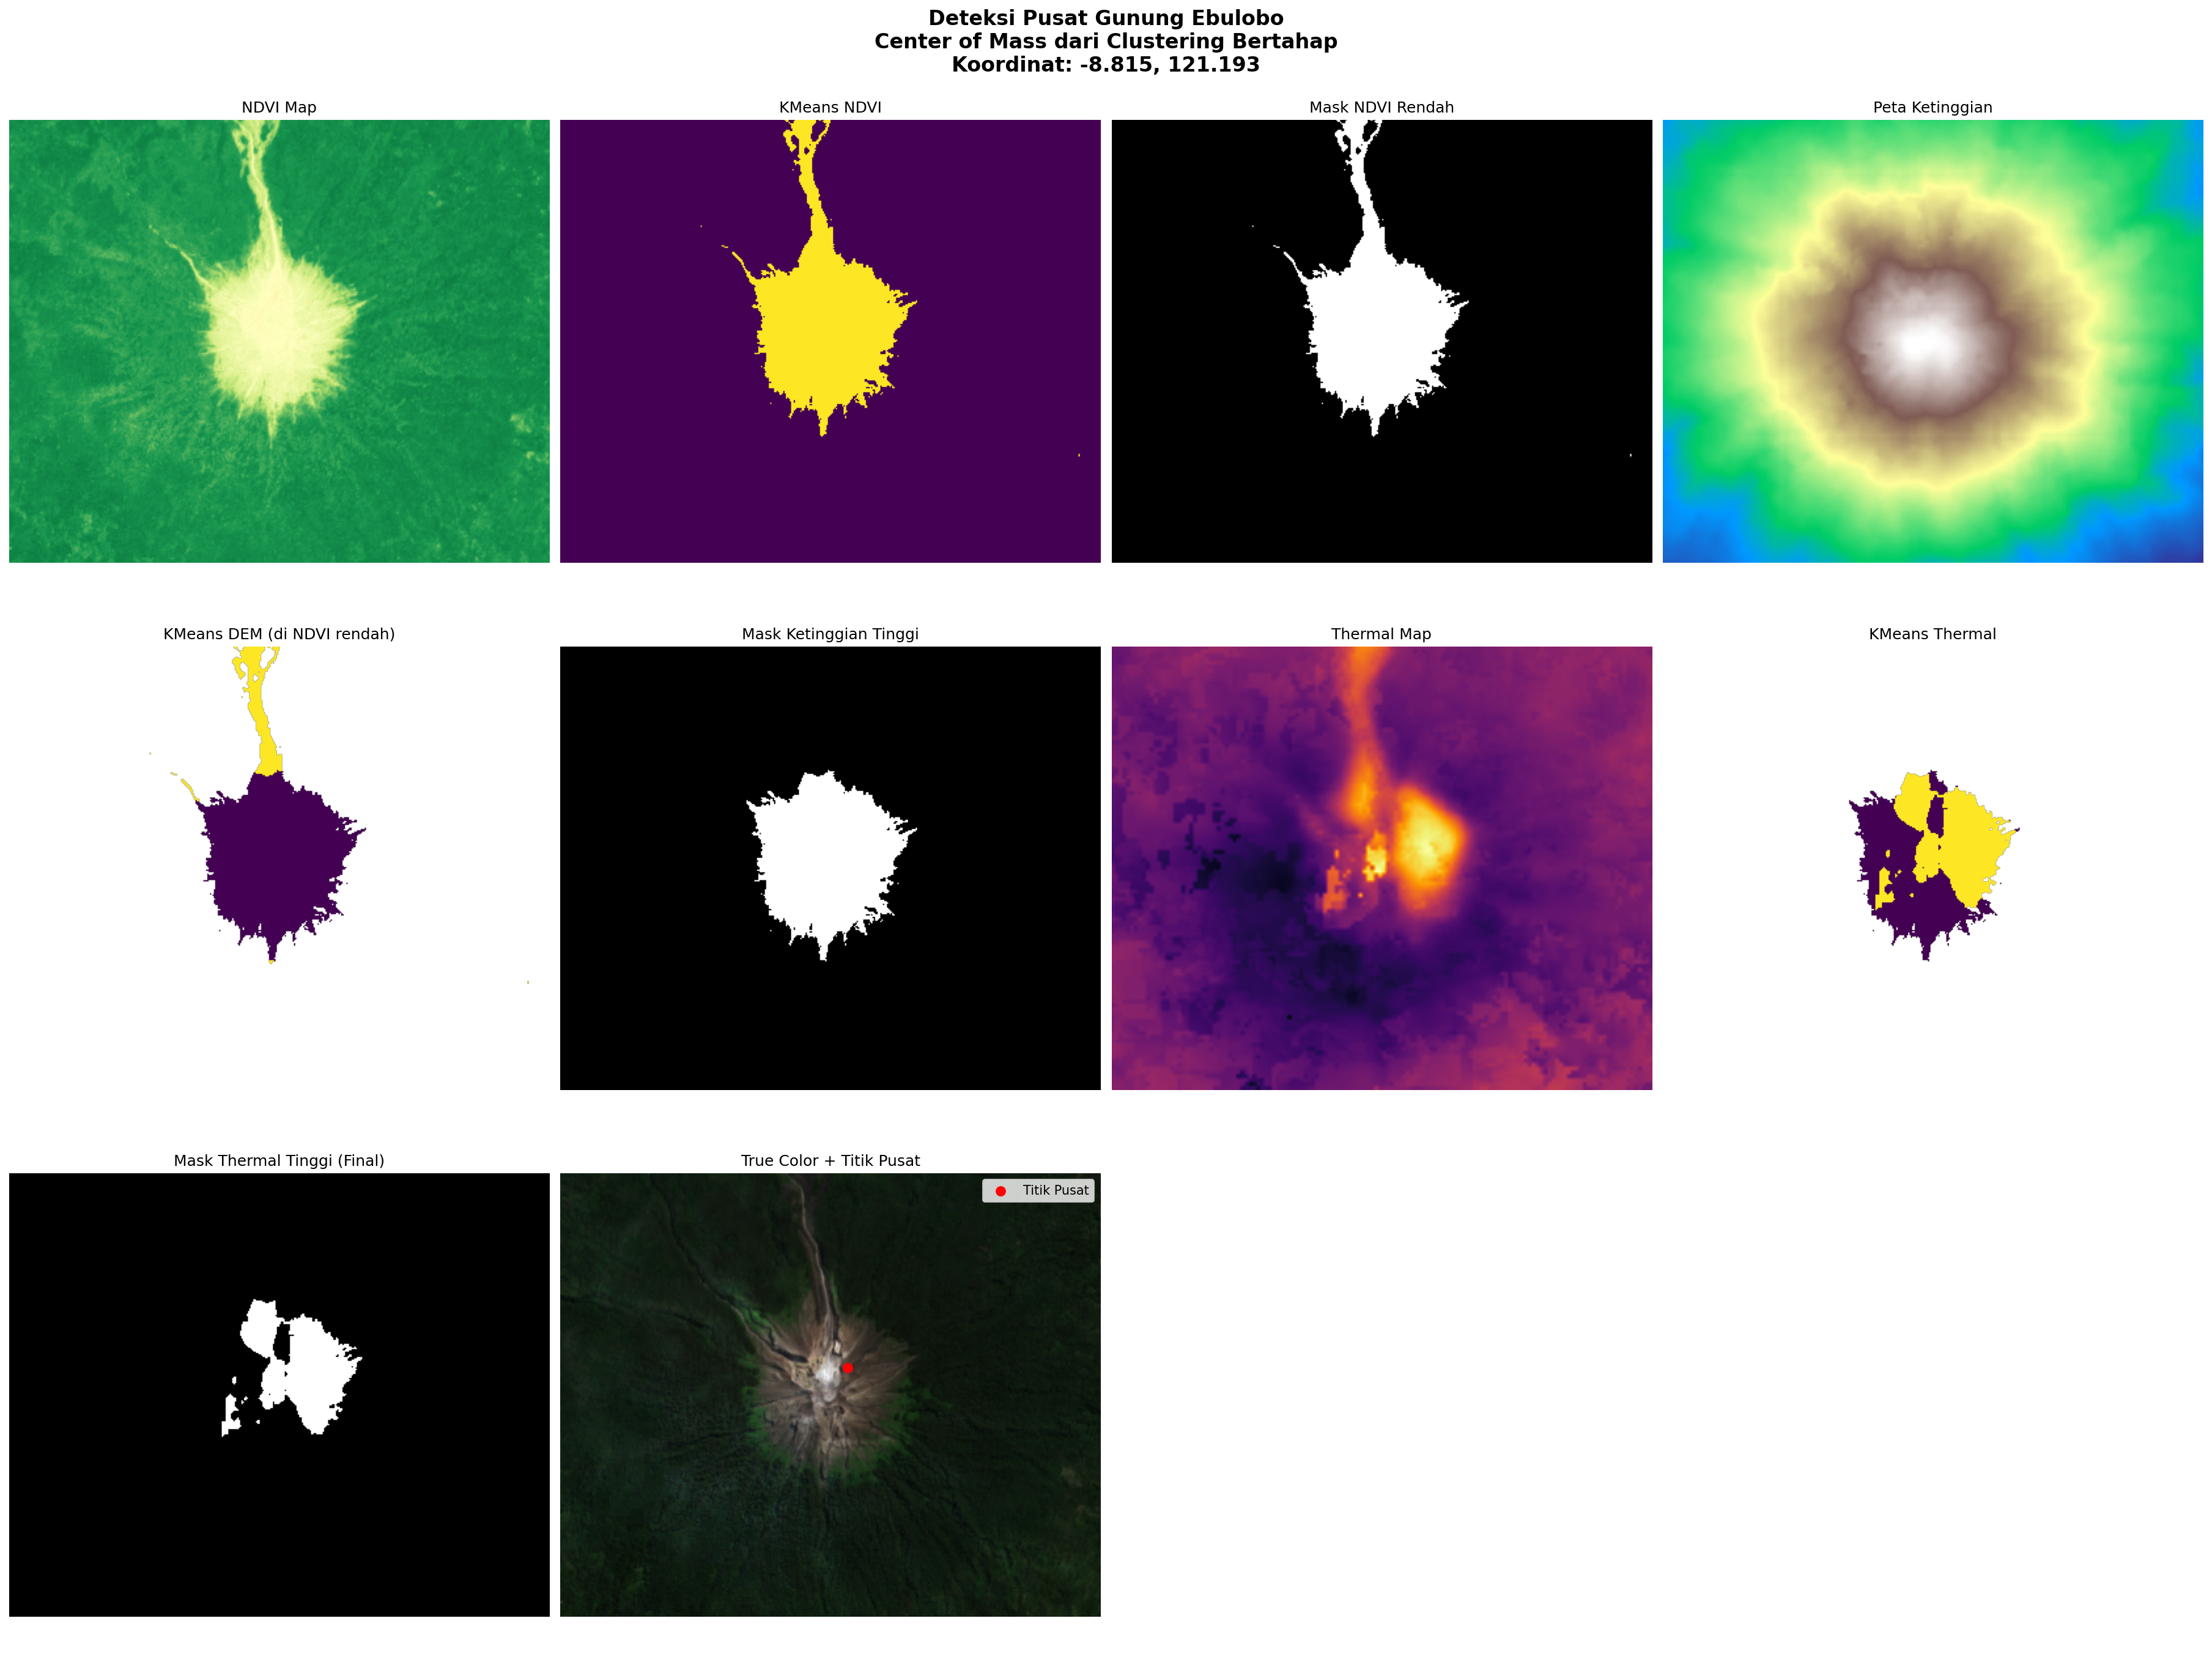 Deteksi Pusat Gunung Ebulobo
Center of Mass dari Clustering Bertahap
Koordinat: -8.815, 121.193
NDVI Map
KMeans NDVI
Mask NDVI Rendah
Peta Ketinggian
KMeans DEM (di NDVI rendah)
Mask Ketinggian Tinggi
Thermal Map
KMeans Thermal
Mask Thermal Tinggi (Final)
True Color + Titik Pusat
Titik Pusat